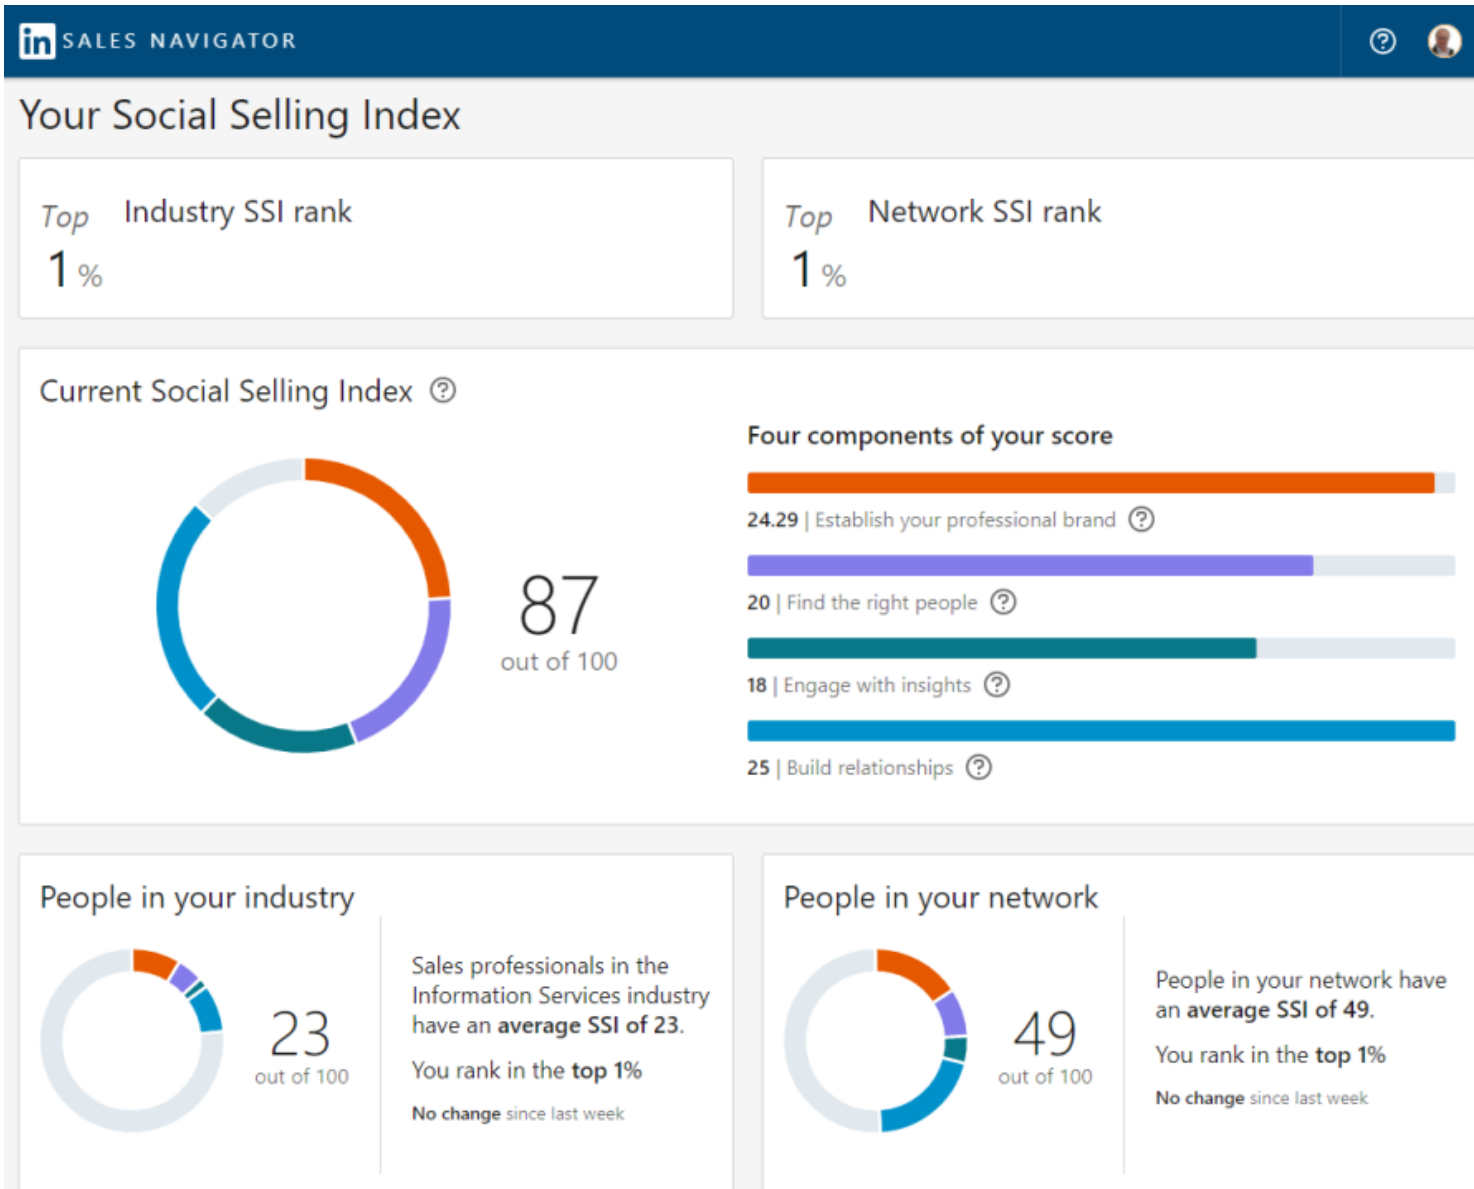 in SALES NAVIGATOR
Your Social Selling Index
Top Industry SSI rank
1 %
Top Network SSI rank
1 %
Current Social Selling Index ?
87
out of 100
Four components of your score
24.29 | Establish your professional brand ?
20 | Find the right people ?
18 | Engage with insights ?
25 | Build relationships ?
People in your industry
23
out of 100
Sales professionals in the
Information Services industry
have an average SSI of 23.
You rank in the top 1%
No change since last week
People in your network
49
out of 100
People in your network have
an average SSI of 49.
You rank in the top 1%
No change since last week